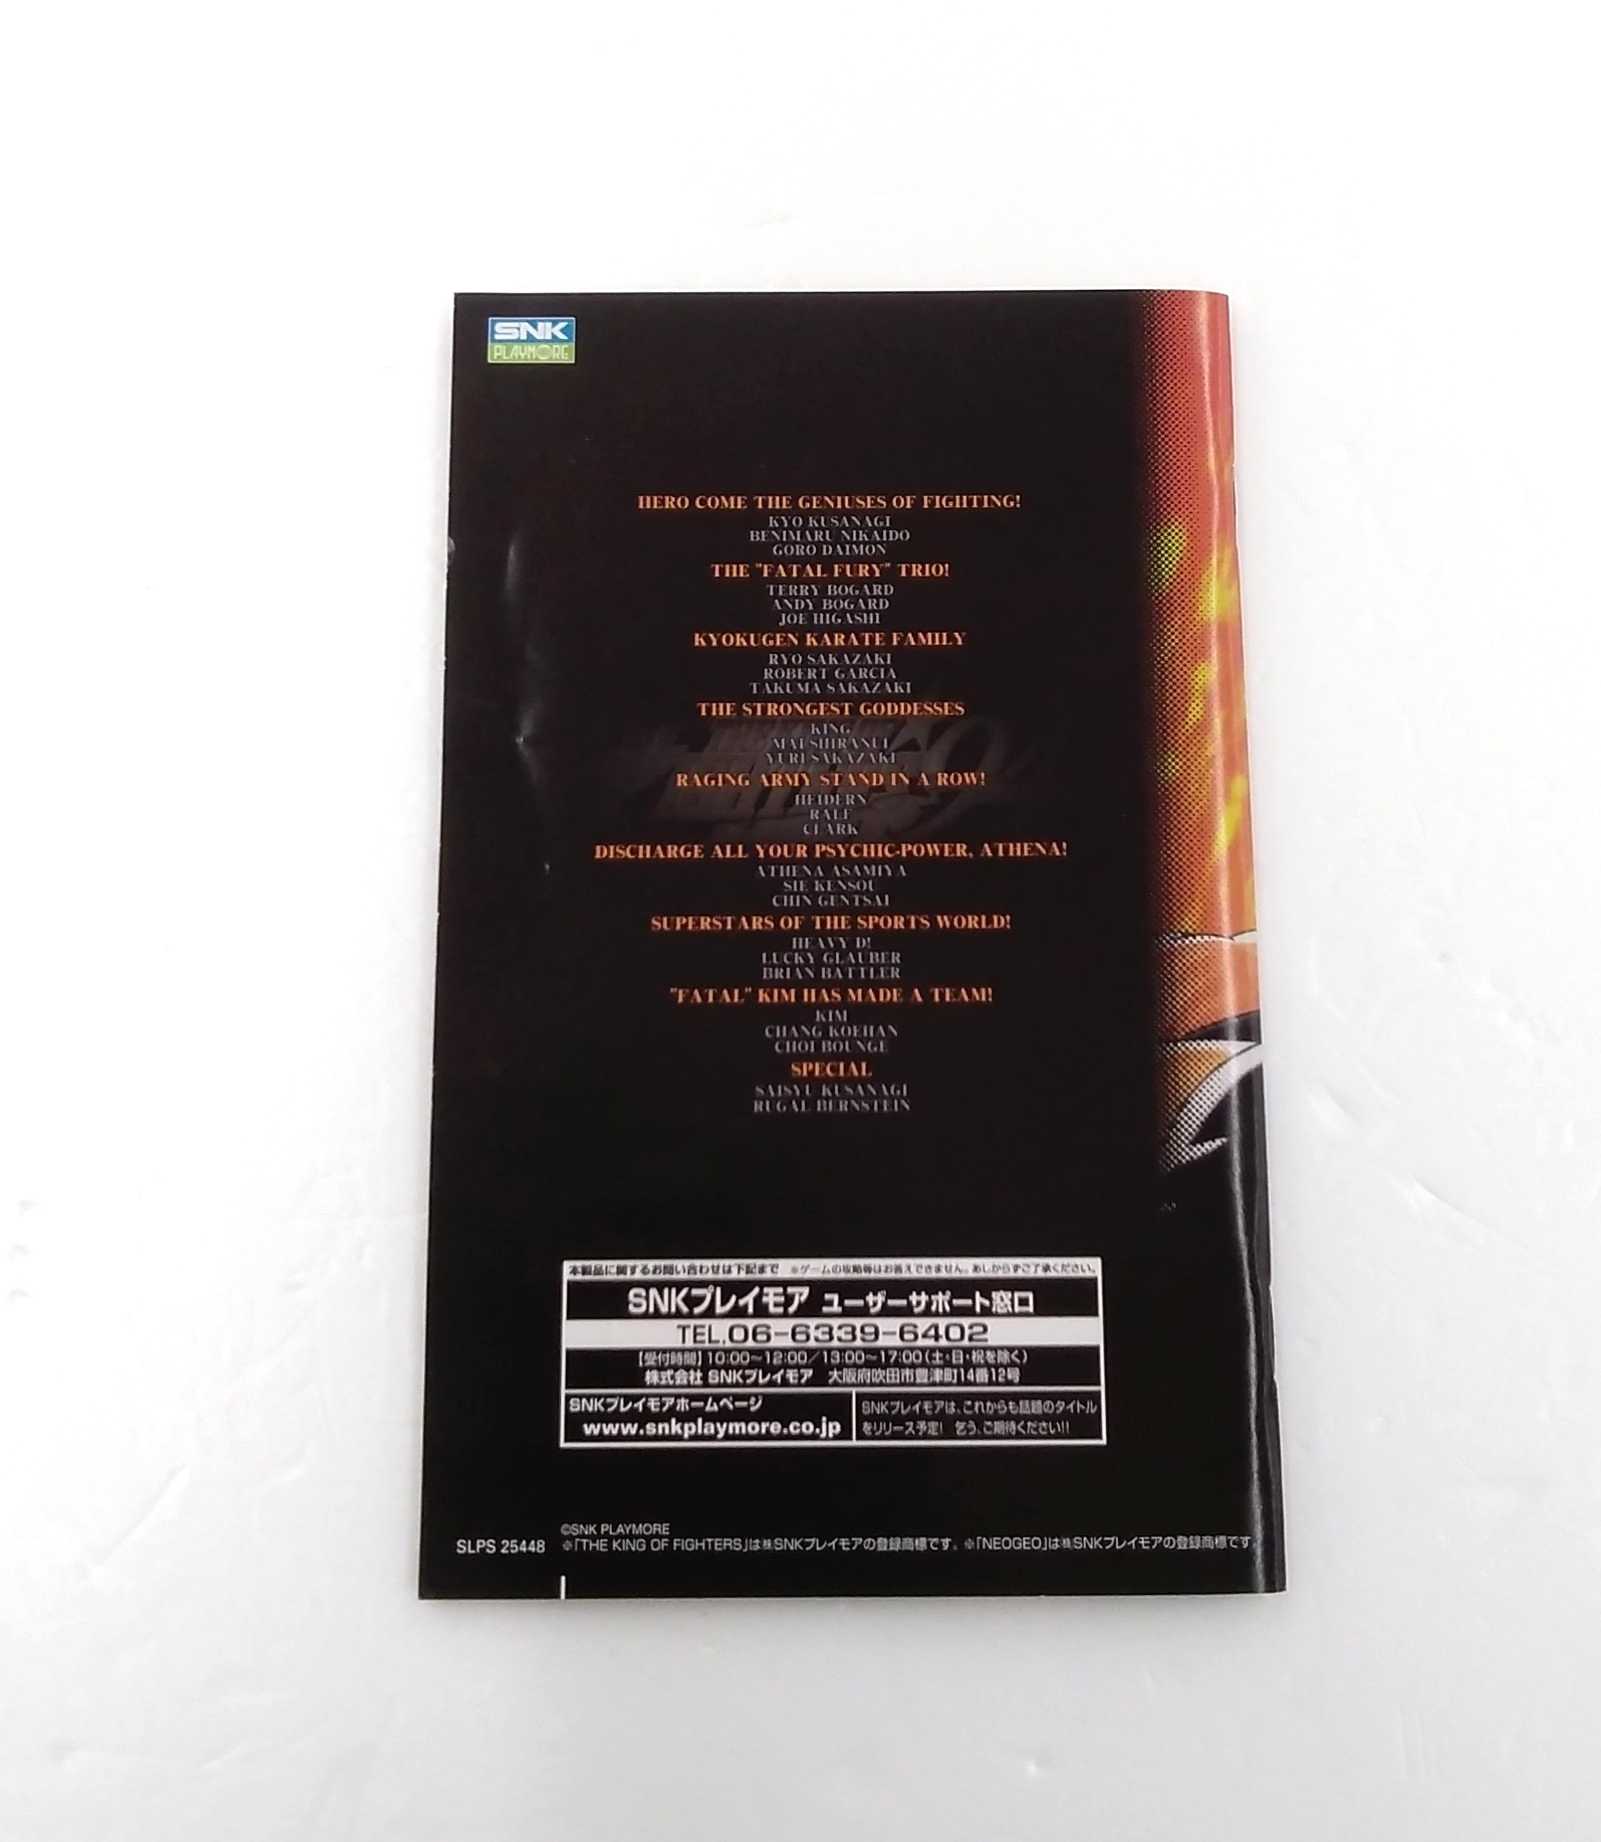 SNK
PLAYMORE
HERO COME THE GENIUSES OF FIGHTING!
KYO KUSANAGI
BENIMARU NIKAIDO
GORO DAIMON
THE "FATAL FURY" TRIO!
TERRY BOGARD
ANDY BOGARD
JOE HIGASHI
KYOKUGEN KARATE FAMILY
RYO SAKAZAKI
ROBERT GARCIA
TAKUMA SAKAZAKI
THE STRONGEST GODDESSES
KING
MAI SHIRANUI
YURI SAKAZAKI
RAGING ARMY STAND IN A ROW!
HEIDERN
RALF
CLARK
DISCHARGE ALL YOUR PSYCHIC-POWER, ATHENA!
ATHENA ASAMIYA
SIE KENSOU
CHIN GENTSAI
SUPERSTARS OF THE SPORTS WORLD!
HEAVY D!
LUCKY GLAUBER
BRIAN BATTLER
"FATAL" KIM HAS MADE A TEAM!
KIM
CHANG KOEHAN
CHOI BOUNGE
SPECIAL
SAISYU KUSANAGI
RUGAL BERNSTEIN
本製品に関するお問い合わせは下記まで ※ゲームの攻略等はお答えできません。あしからずご了承ください。
SNKプレイモア ユーザーサポート窓口
TEL.06-6339-6402
【受付時間】10:00～12:00／13:00～17:00(土・日・祝を除く)
株式会社 SNKプレイモア 大阪府吹田市豊津町14番12号
SNKプレイモアホームページ
www.snkplaymore.co.jp
SNKプレイモアは、これからも話題のタイトル
をリリース予定! 乞う、ご期待ください!!
©SNK PLAYMORE
SLPS 25448 ※「THE KING OF FIGHTERS」は㈱SNKプレイモアの登録商標です。※「NEOGEO」は㈱SNKプレイモアの登録商標です